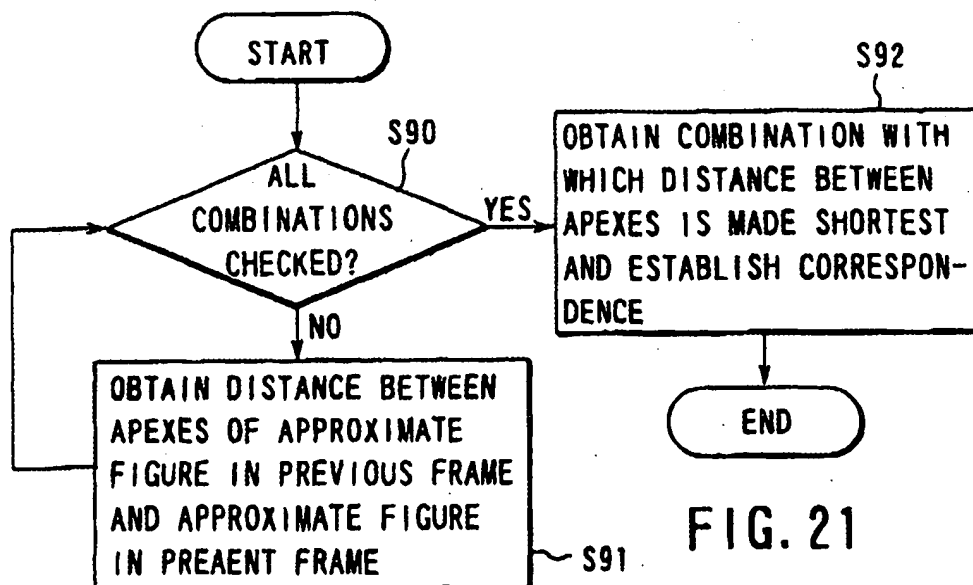 START
S90
ALL
COMBINATIONS
CHECKED?
YES
NO
S92
OBTAIN COMBINATION WITH
WHICH DISTANCE BETWEEN
APEXES IS MADE SHORTEST
AND ESTABLISH CORRESPON-
DENCE
END
OBTAIN DISTANCE BETWEEN
APEXES OF APPROXIMATE
FIGURE IN PREVIOUS FRAME
AND APPROXIMATE FIGURE
IN PREAENT FRAME
S91
FIG. 21